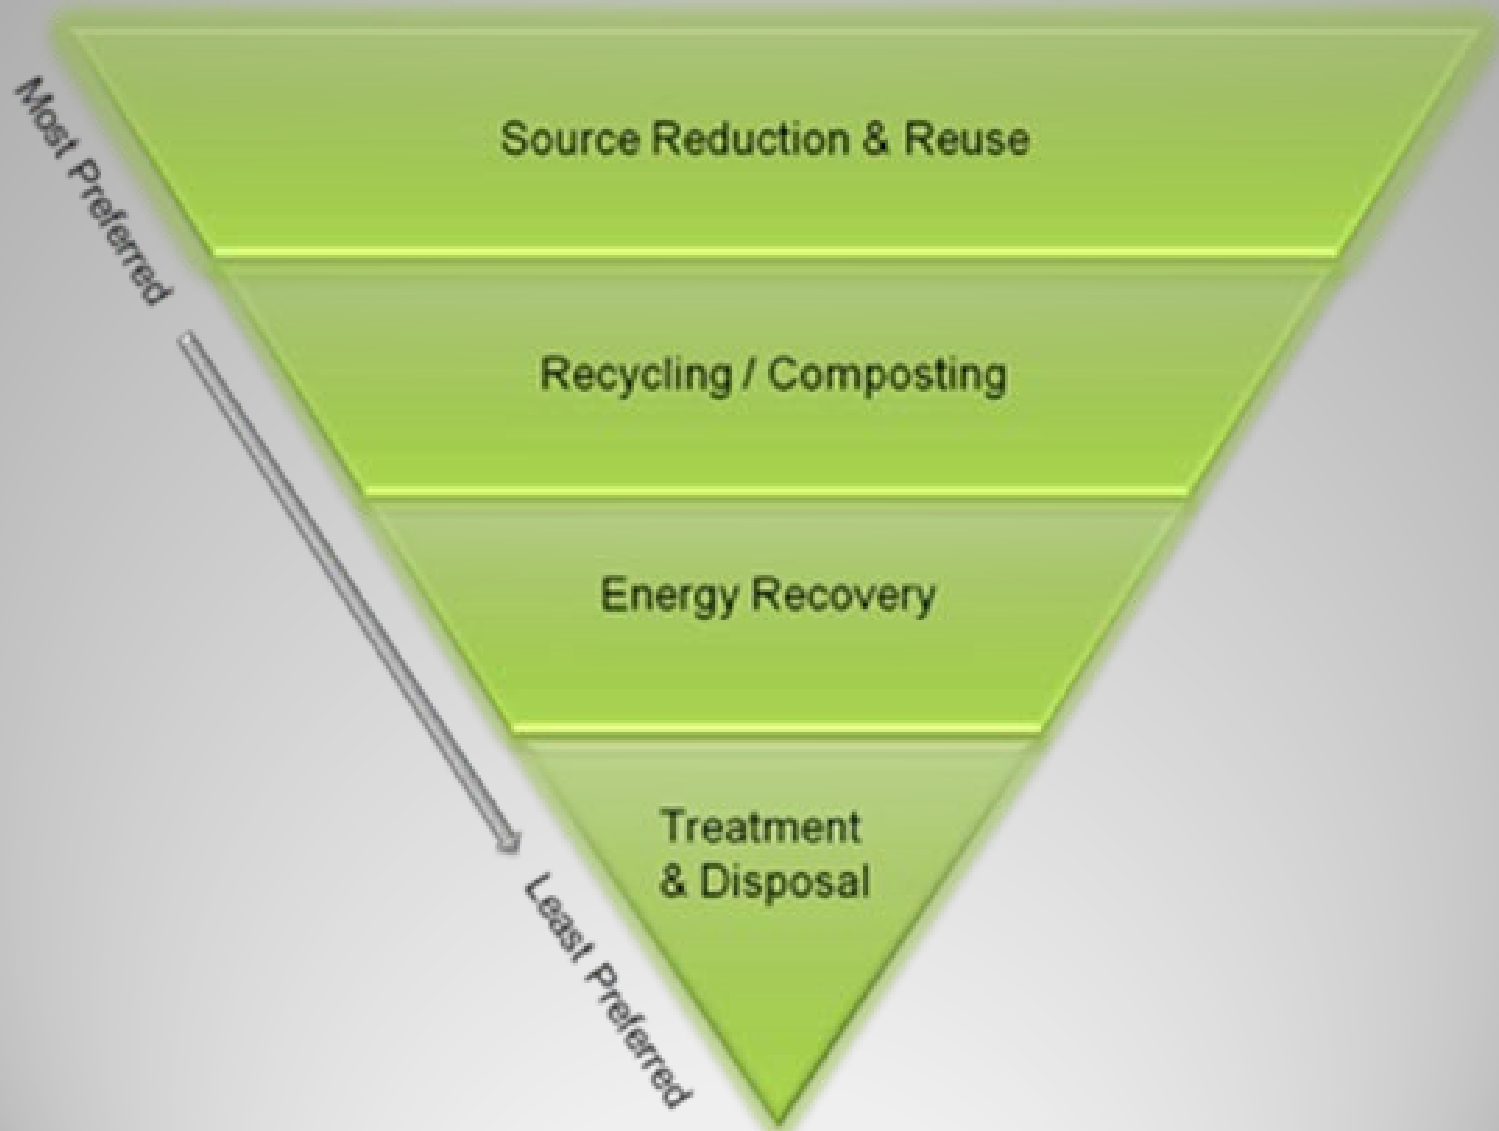 Most Preferred
Source Reduction & Reuse
Recycling / Composting
Energy Recovery
Treatment
& Disposal
Least Preferred